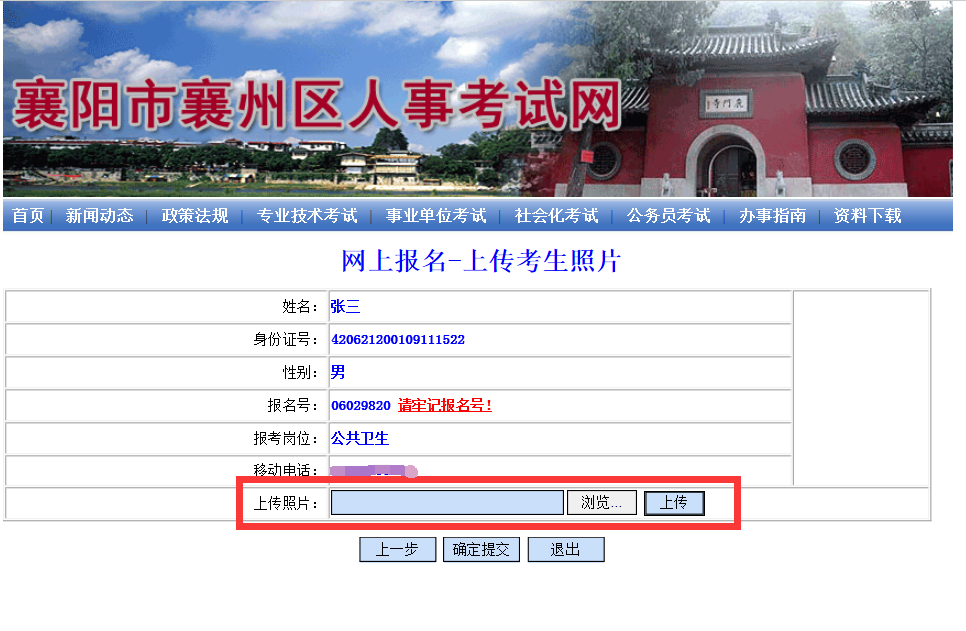 襄阳市襄州区人事考试网
鹿门寺
首页 | 新闻动态 | 政策法规 | 专业技术考试 | 事业单位考试 | 社会化考试 | 公务员考试 | 办事指南 | 资料下载
网上报名-上传考生照片
姓名： 张三
身份证号： 420621200109111522
性别： 男
报名号： 06029820 请牢记报名号！
报考岗位： 公共卫生
移动电话：
上传照片： 浏览... 上传
上一步 确定提交 退出